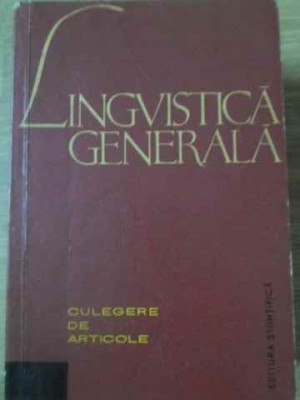 LINGVISTICĂ
GENERALĂ
CULEGERE
DE
ARTICOLE
EDITURA ȘTIINȚIFICĂ